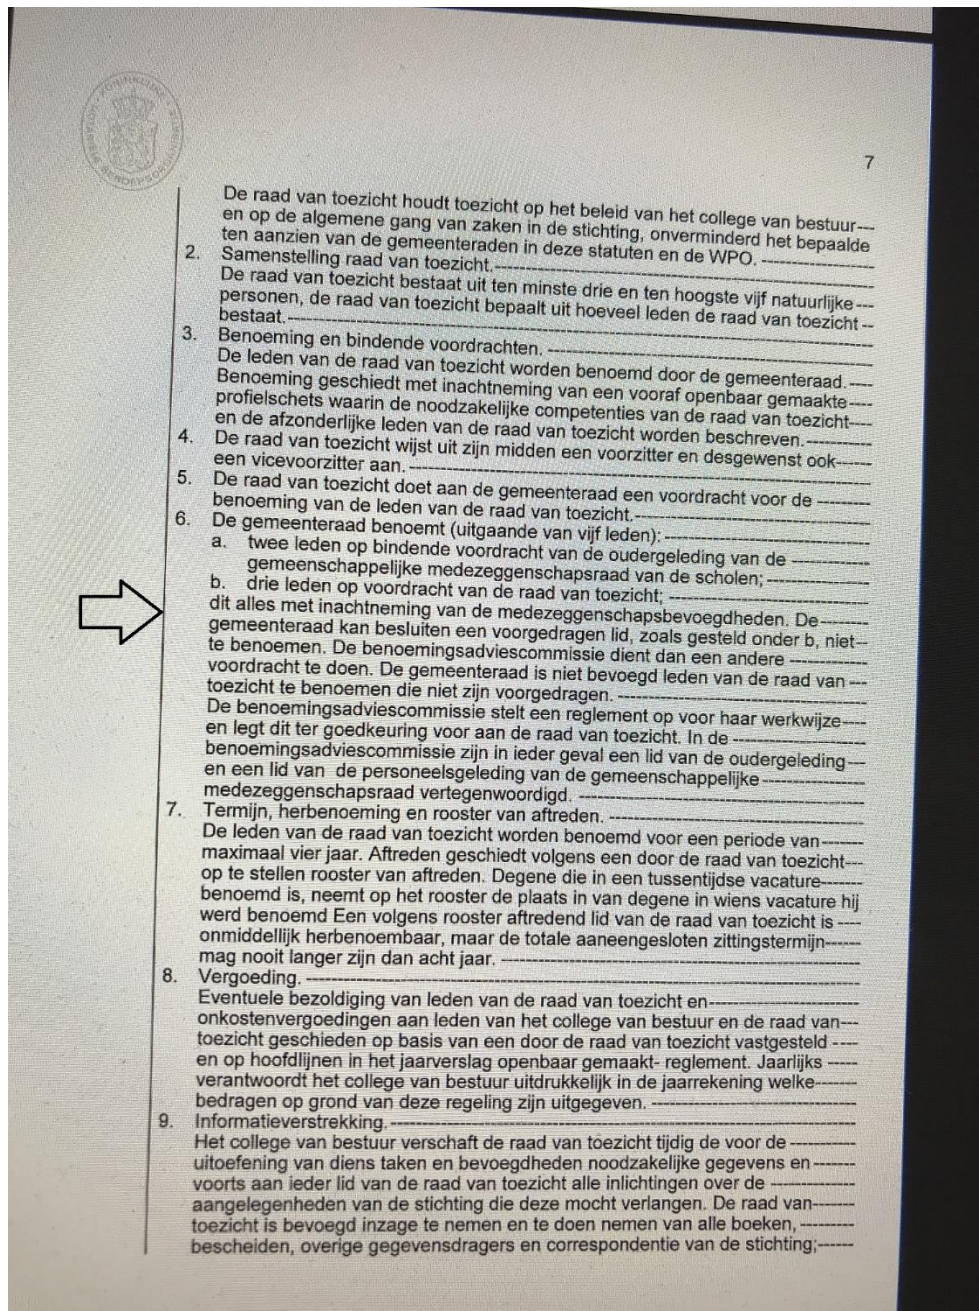 7
De raad van toezicht houdt toezicht op het beleid van het college van bestuur---
en op de algemene gang van zaken in de stichting, onverminderd het bepaalde
ten aanzien van de gemeenteraden in deze statuten en de WPO. ---------------
2. Samenstelling raad van toezicht.---------------
De raad van toezicht bestaat uit ten minste drie en ten hoogste vijf natuurlijke ---
personen, de raad van toezicht bepaalt uit hoeveel leden de raad van toezicht --
bestaat.---------------
3. Benoeming en bindende voordrachten. ---------------
De leden van de raad van toezicht worden benoemd door de gemeenteraad. ----
Benoeming geschiedt met inachtneming van een vooraf openbaar gemaakte----
profielschets waarin de noodzakelijke competenties van de raad van toezicht----
en de afzonderlijke leden van de raad van toezicht worden beschreven.----------
4. De raad van toezicht wijst uit zijn midden een voorzitter en desgewenst ook------
een vicevoorzitter aan. ---------------
5. De raad van toezicht doet aan de gemeenteraad een voordracht voor de --------
benoeming van de leden van de raad van toezicht.---------------
6. De gemeenteraad benoemt (uitgaande van vijf leden): ---------------
a. twee leden op bindende voordracht van de oudergeleding van de ------------
gemeenschappelijke medezeggenschapsraad van de scholen; ---------------
b. drie leden op voordracht van de raad van toezicht; ---------------
dit alles met inachtneming van de medezeggenschapsbevoegdheden. De--------
gemeenteraad kan besluiten een voorgedragen lid, zoals gesteld onder b, niet--
te benoemen. De benoemingsadviescommissie dient dan een andere ------------
voordracht te doen. De gemeenteraad is niet bevoegd leden van de raad van ---
toezicht te benoemen die niet zijn voorgedragen. ---------------
De benoemingsadviescommissie stelt een reglement op voor haar werkwijze----
en legt dit ter goedkeuring voor aan de raad van toezicht. In de ---------------
benoemingsadviescommissie zijn in ieder geval een lid van de oudergeleding---
en een lid van de personeelsgeleding van de gemeenschappelijke ---------------
medezeggenschapsraad vertegenwoordigd. ---------------
7. Termijn, herbenoeming en rooster van aftreden. ---------------
De leden van de raad van toezicht worden benoemd voor een periode van-------
maximaal vier jaar. Aftreden geschiedt volgens een door de raad van toezicht---
op te stellen rooster van aftreden. Degene die in een tussentijdse vacature-------
benoemd is, neemt op het rooster de plaats in van degene in wiens vacature hij
werd benoemd Een volgens rooster aftredend lid van de raad van toezicht is ----
onmiddellijk herbenoembaar, maar de totale aaneengesloten zittingstermijn------
mag nooit langer zijn dan acht jaar. ---------------
8. Vergoeding. ---------------
Eventuele bezoldiging van leden van de raad van toezicht en---------------
onkostenvergoedingen aan leden van het college van bestuur en de raad van---
toezicht geschieden op basis van een door de raad van toezicht vastgesteld ----
en op hoofdlijnen in het jaarverslag openbaar gemaakt- reglement. Jaarlijks -----
verantwoordt het college van bestuur uitdrukkelijk in de jaarrekening welke-------
bedragen op grond van deze regeling zijn uitgegeven. ---------------
9. Informatieverstrekking.---------------
Het college van bestuur verschaft de raad van toezicht tijdig de voor de ----------
uitoefening van diens taken en bevoegdheden noodzakelijke gegevens en -------
voorts aan ieder lid van de raad van toezicht alle inlichtingen over de -------------
aangelegenheden van de stichting die deze mocht verlangen. De raad van------
toezicht is bevoegd inzage te nemen en te doen nemen van alle boeken, ---------
bescheiden, overige gegevensdragers en correspondentie van de stichting;------